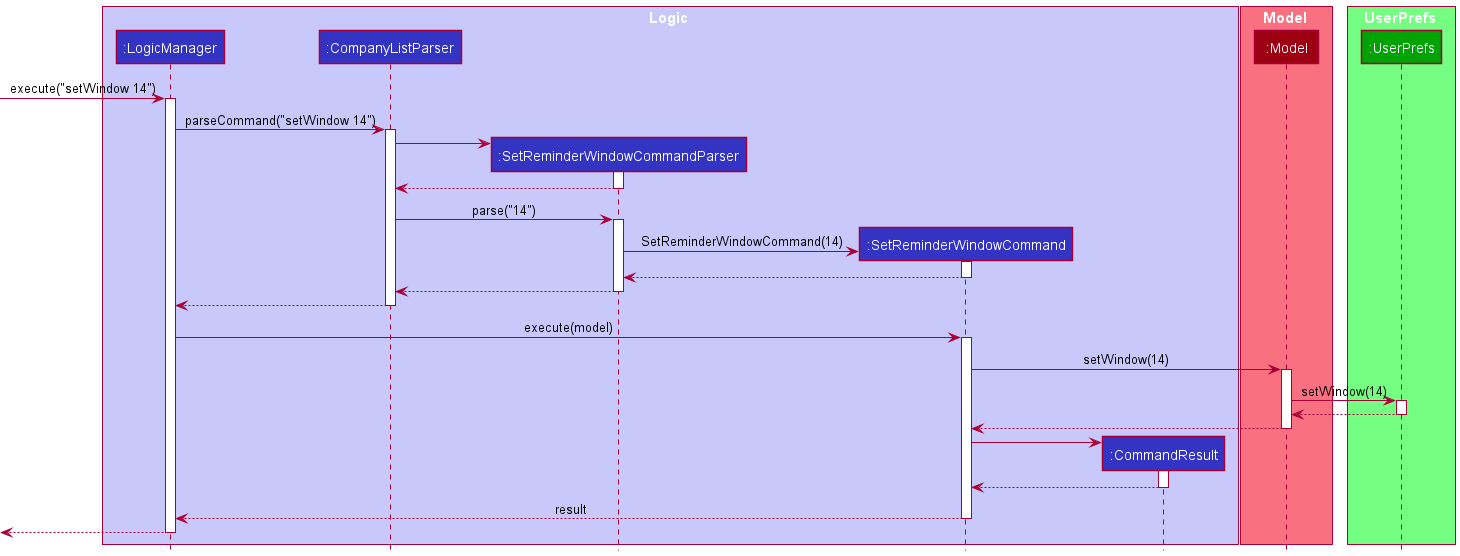 Logic
Model
UserPrefs
:LogicManager
:CompanyListParser
:Model
:UserPrefs
execute("setWindow 14")
parseCommand("setWindow 14")
:SetReminderWindowCommandParser
parse("14")
SetReminderWindowCommand(14)
:SetReminderWindowCommand
execute(model)
setWindow(14)
setWindow(14)
:CommandResult
result